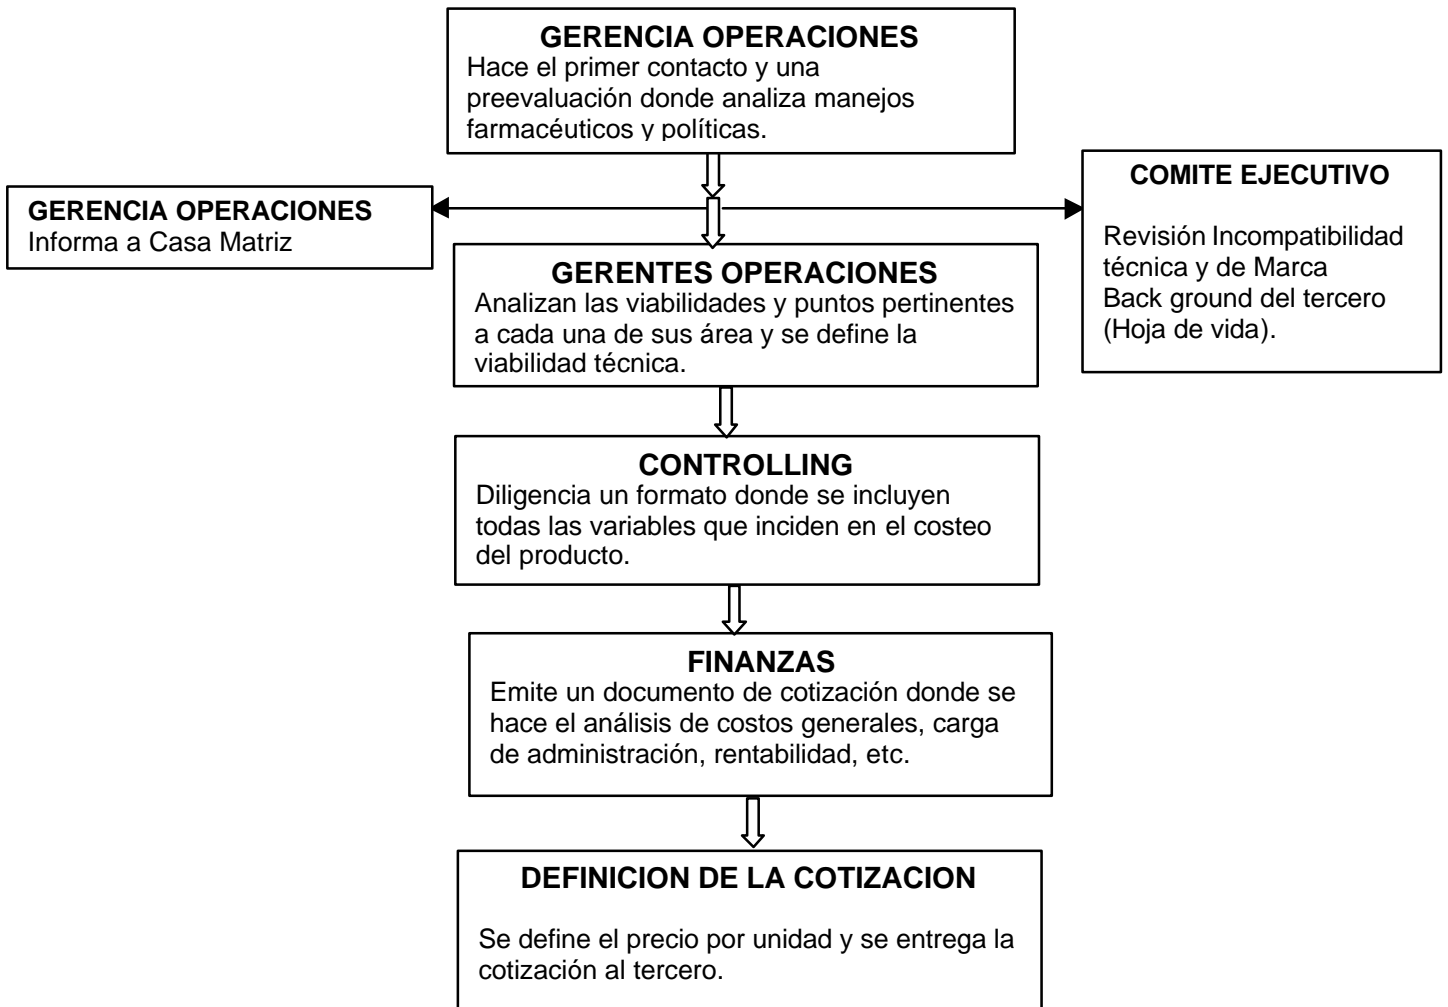 GERENCIA OPERACIONES
Hace el primer contacto y una
preevaluación donde analiza manejos
farmacéuticos y políticas.
GERENCIA OPERACIONES
Informa a Casa Matriz
COMITE EJECUTIVO
Revisión Incompatibilidad
técnica y de Marca
Back ground del tercero
(Hoja de vida).
GERENTES OPERACIONES
Analizan las viabilidades y puntos pertinentes
a cada una de sus área y se define la
viabilidad técnica.
CONTROLLING
Diligencia un formato donde se incluyen
todas las variables que inciden en el costeo
del producto.
FINANZAS
Emite un documento de cotización donde se
hace el análisis de costos generales, carga
de administración, rentabilidad, etc.
DEFINICION DE LA COTIZACION
Se define el precio por unidad y se entrega la
cotización al tercero.